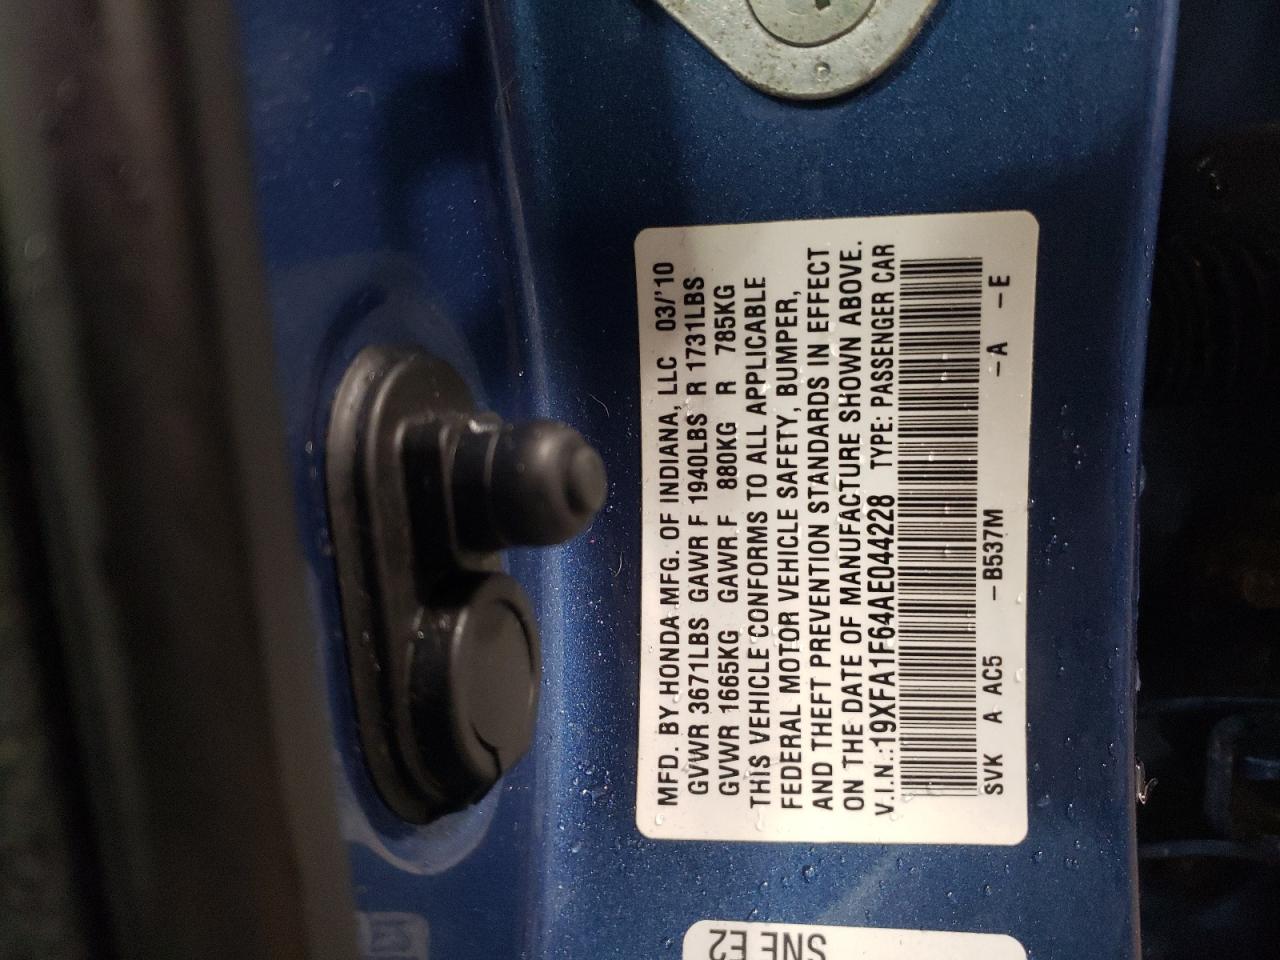 MFD. BY HONDA MFG. OF INDIANA, LLC 03/'10
GVWR 3671LBS GAWR F 1940LBS R 1731LBS
GVWR 1665KG GAWR F 880KG R 785KG
THIS VEHICLE CONFORMS TO ALL APPLICABLE
FEDERAL MOTOR VEHICLE SAFETY, BUMPER,
AND THEFT PREVENTION STANDARDS IN EFFECT
ON THE DATE OF MANUFACTURE SHOWN ABOVE.
V.I.N.:19XFA1F64AE044228 TYPE: PASSENGER CAR
SVK A AC5 -B537M -A -E
SNE E2